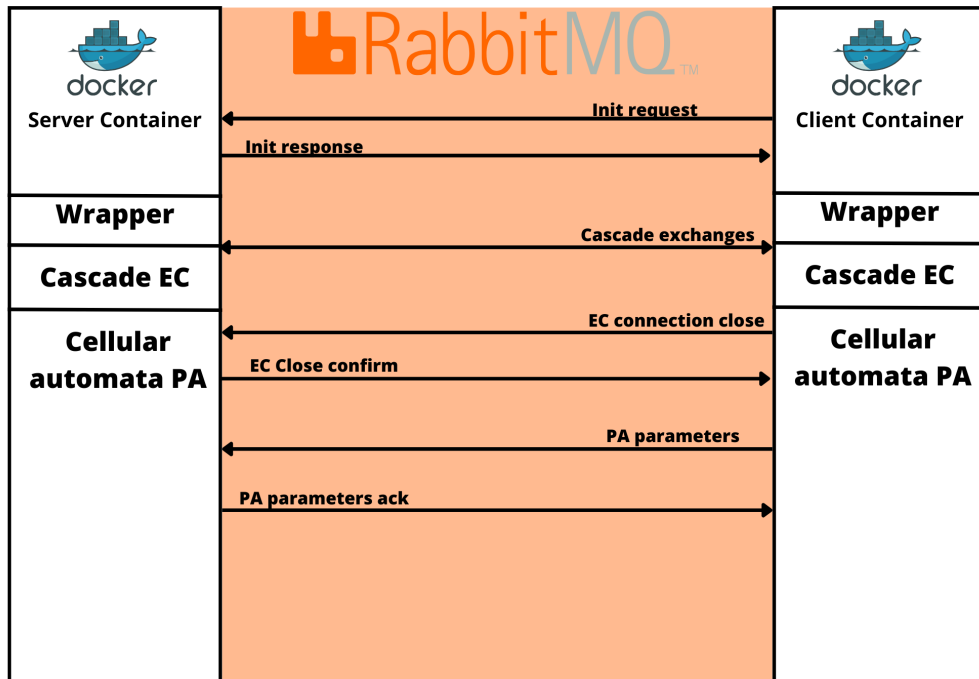 docker
Server Container
Wrapper
Cascade EC
Cellular
automata PA
RabbitMQ™
Init request
Init response
Cascade exchanges
EC connection close
EC Close confirm
PA parameters
PA parameters ack
docker
Client Container
Wrapper
Cascade EC
Cellular
automata PA